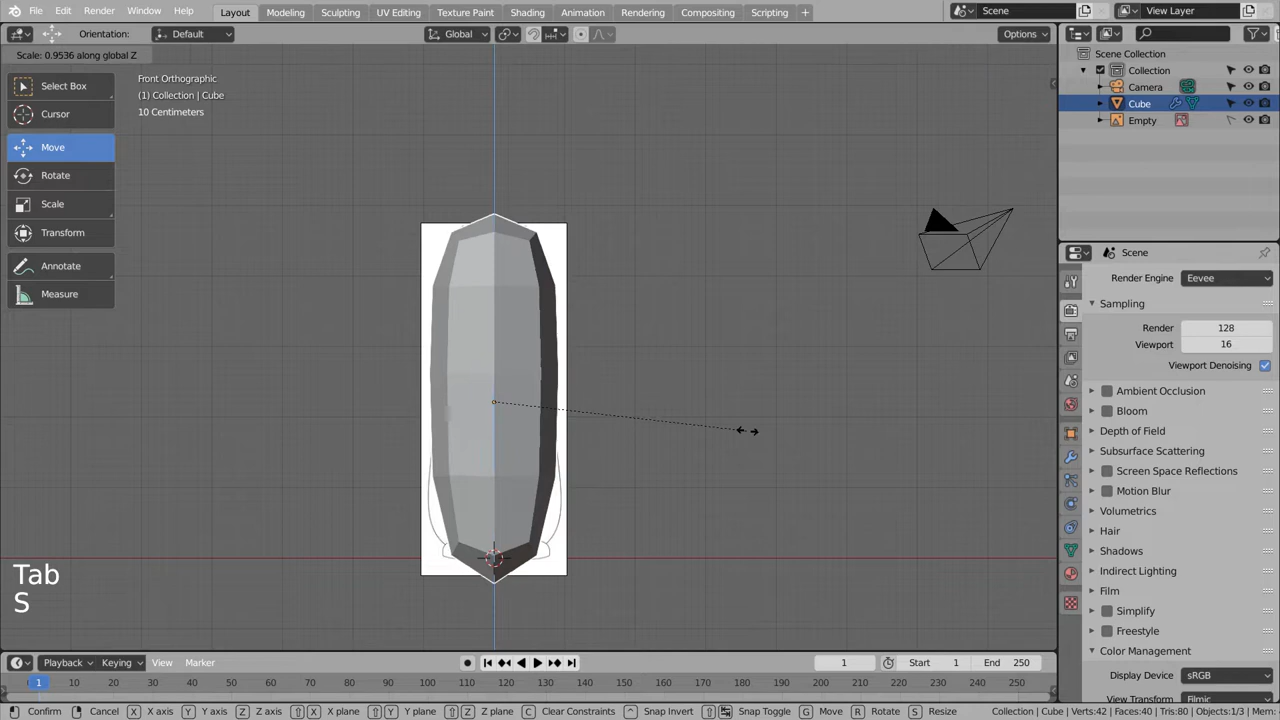 File Edit Render Window Help Layout Modeling Sculpting UV Editing Texture Paint Shading Animation Rendering Compositing Scripting + Scene View Layer
Orientation: Default Global Options
Scale: 0.9536 along global Z
Select Box
Cursor
Move
Rotate
Scale
Transform
Annotate
Measure
Front Orthographic
(1) Collection | Cube
10 Centimeters
Tab
S
Scene Collection
Collection
Camera
Cube
Empty
Scene
Render Engine Eevee
Sampling
Render 128
Viewport 16
Viewport Denoising
Ambient Occlusion
Bloom
Depth of Field
Subsurface Scattering
Screen Space Reflections
Motion Blur
Volumetrics
Hair
Shadows
Indirect Lighting
Film
Simplify
Freestyle
Color Management
Display Device sRGB
View Transform Filmic
Playback Keying View Marker 1 Start 1 End 250
1 10 20 30 40 50 60 70 80 90 100 110 120 130 140 150 160 170 180 190 200 210 220 230 240 250
Confirm Cancel X X axis Y Y axis Z Z axis X X plane Y Y plane Z Z plane C Clear Constraints ^ Snap Invert Snap Toggle G Move R Rotate S Resize Collection | Cube | Verts:42 | Faces:40 | Tris:80 | Objects:1/3 | Mem: